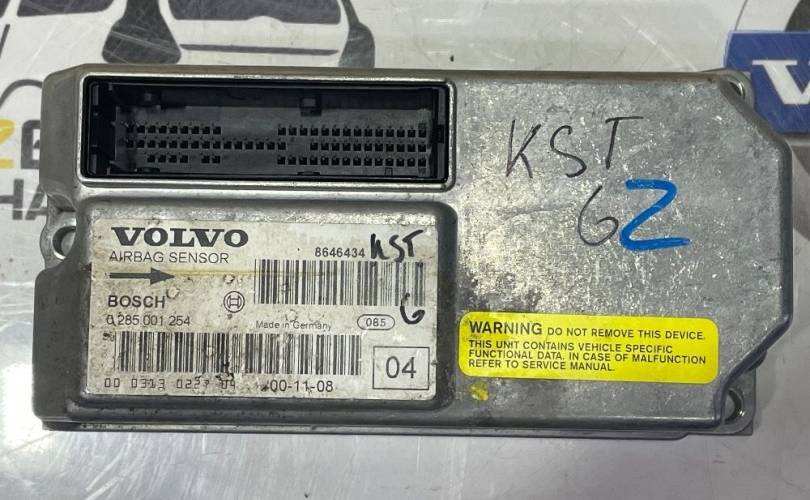 KST
6Z
VOLVO
AIRBAG SENSOR
8646434 KST
BOSCH
0 285 001 254
Made in Germany
085
6
04
00-11-08
WARNING DO NOT REMOVE THIS DEVICE.
THIS UNIT CONTAINS VEHICLE SPECIFIC
FUNCTIONAL DATA. IN CASE OF MALFUNCTION
REFER TO SERVICE MANUAL.